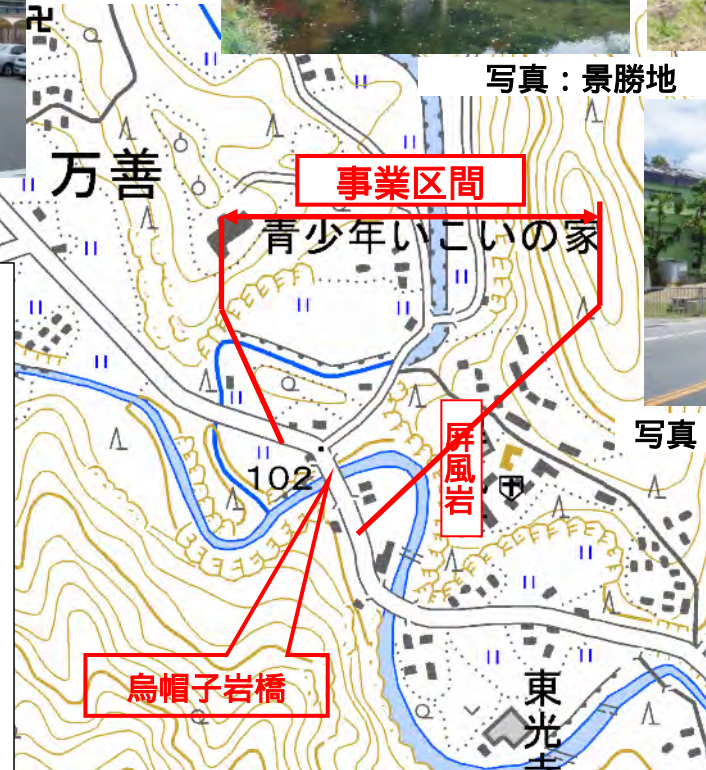 写真：景勝地
万善
事業区間
青少年いこいの家
屏風岩
写真
102
烏帽子岩橋
東光寺